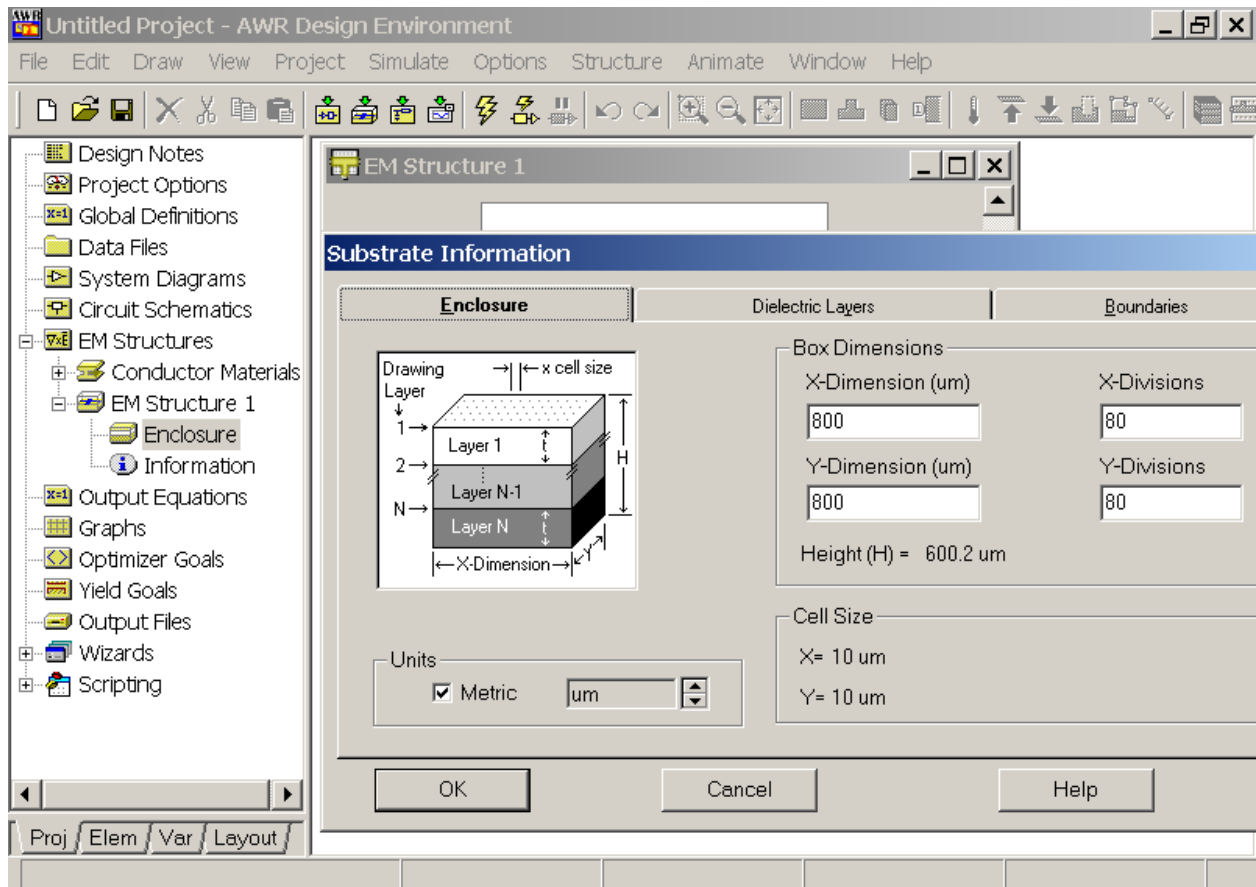 Untitled Project - AWR Design Environment
File Edit Draw View Project Simulate Options Structure Animate Window Help
Design Notes
Project Options
Global Definitions
Data Files
System Diagrams
Circuit Schematics
EM Structures
Conductor Materials
EM Structure 1
Enclosure
Information
Output Equations
Graphs
Optimizer Goals
Yield Goals
Output Files
Wizards
Scripting
Proj Elem Var Layout
EM Structure 1
Substrate Information
Enclosure Dielectric Layers Boundaries
Drawing
Layer
x cell size
1
Layer 1 t
2
H
Layer N-1
N
Layer N t
X-Dimension Y
Units
Metric um
Box Dimensions
X-Dimension (um) X-Divisions
800 80
Y-Dimension (um) Y-Divisions
800 80
Height (H) = 600.2 um
Cell Size
X= 10 um
Y= 10 um
OK Cancel Help